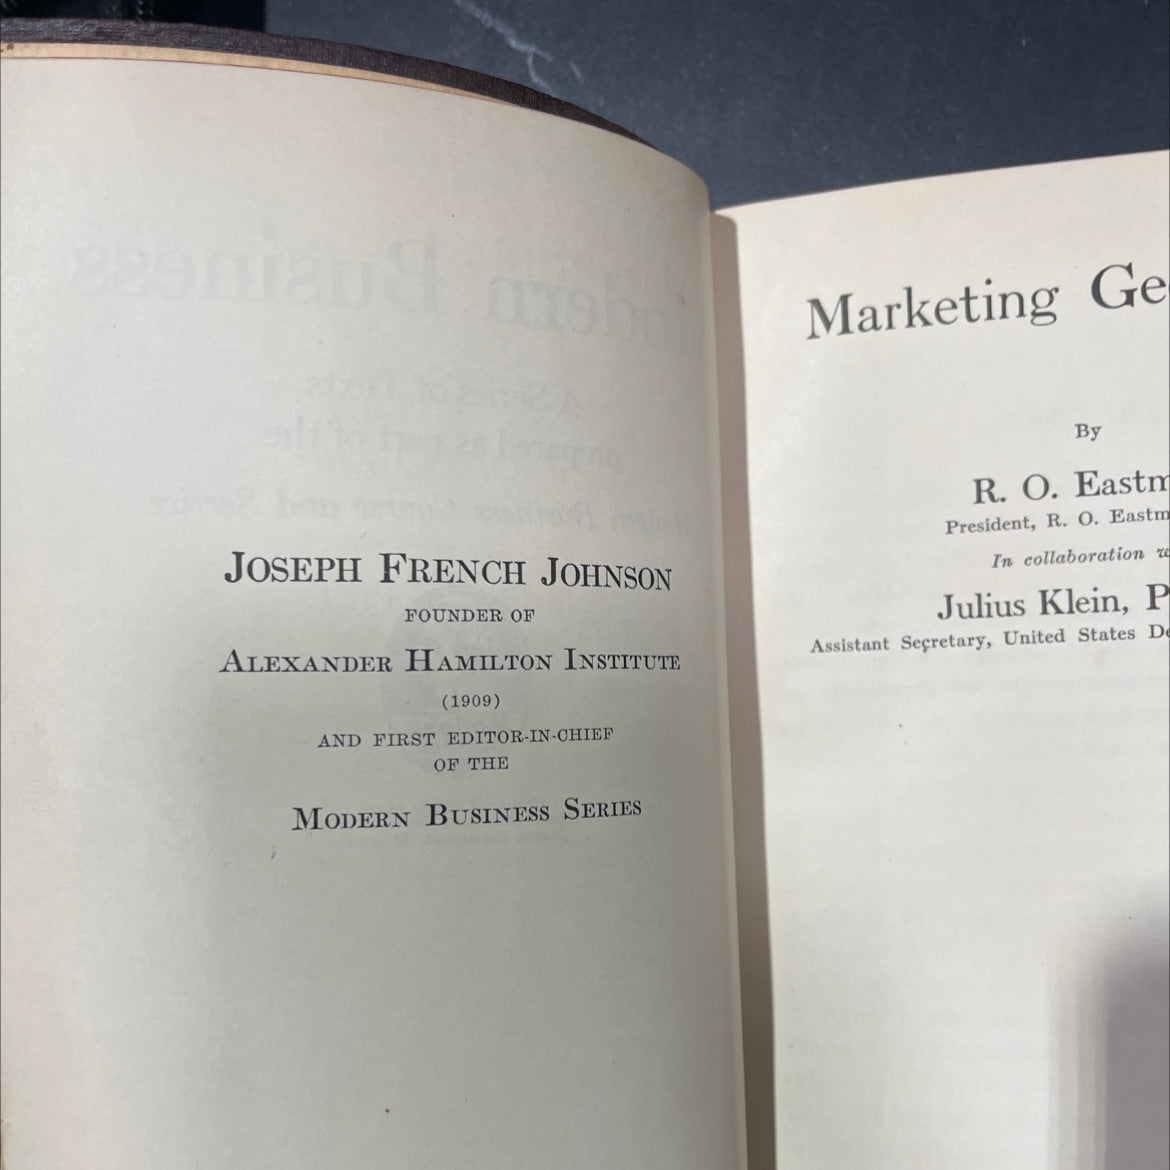 JOSEPH FRENCH JOHNSON
FOUNDER OF
ALEXANDER HAMILTON INSTITUTE
(1909)
AND FIRST EDITOR-IN-CHIEF
OF THE
MODERN BUSINESS SERIES
Marketing Ge
By
R. O. Eastm
President, R. O. Eastm
In collaboration
Julius Klein, P
Assistant Secretary, United States De